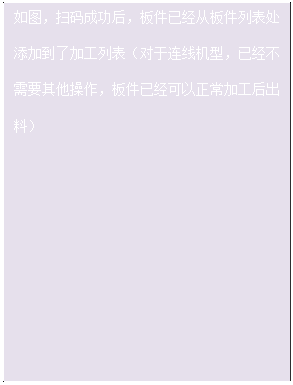 如图，扫码成功后，板件已经从板件列表处
添加到了加工列表（对于连线机型，已经不
需要其他操作，板件已经可以正常加工后出
料）